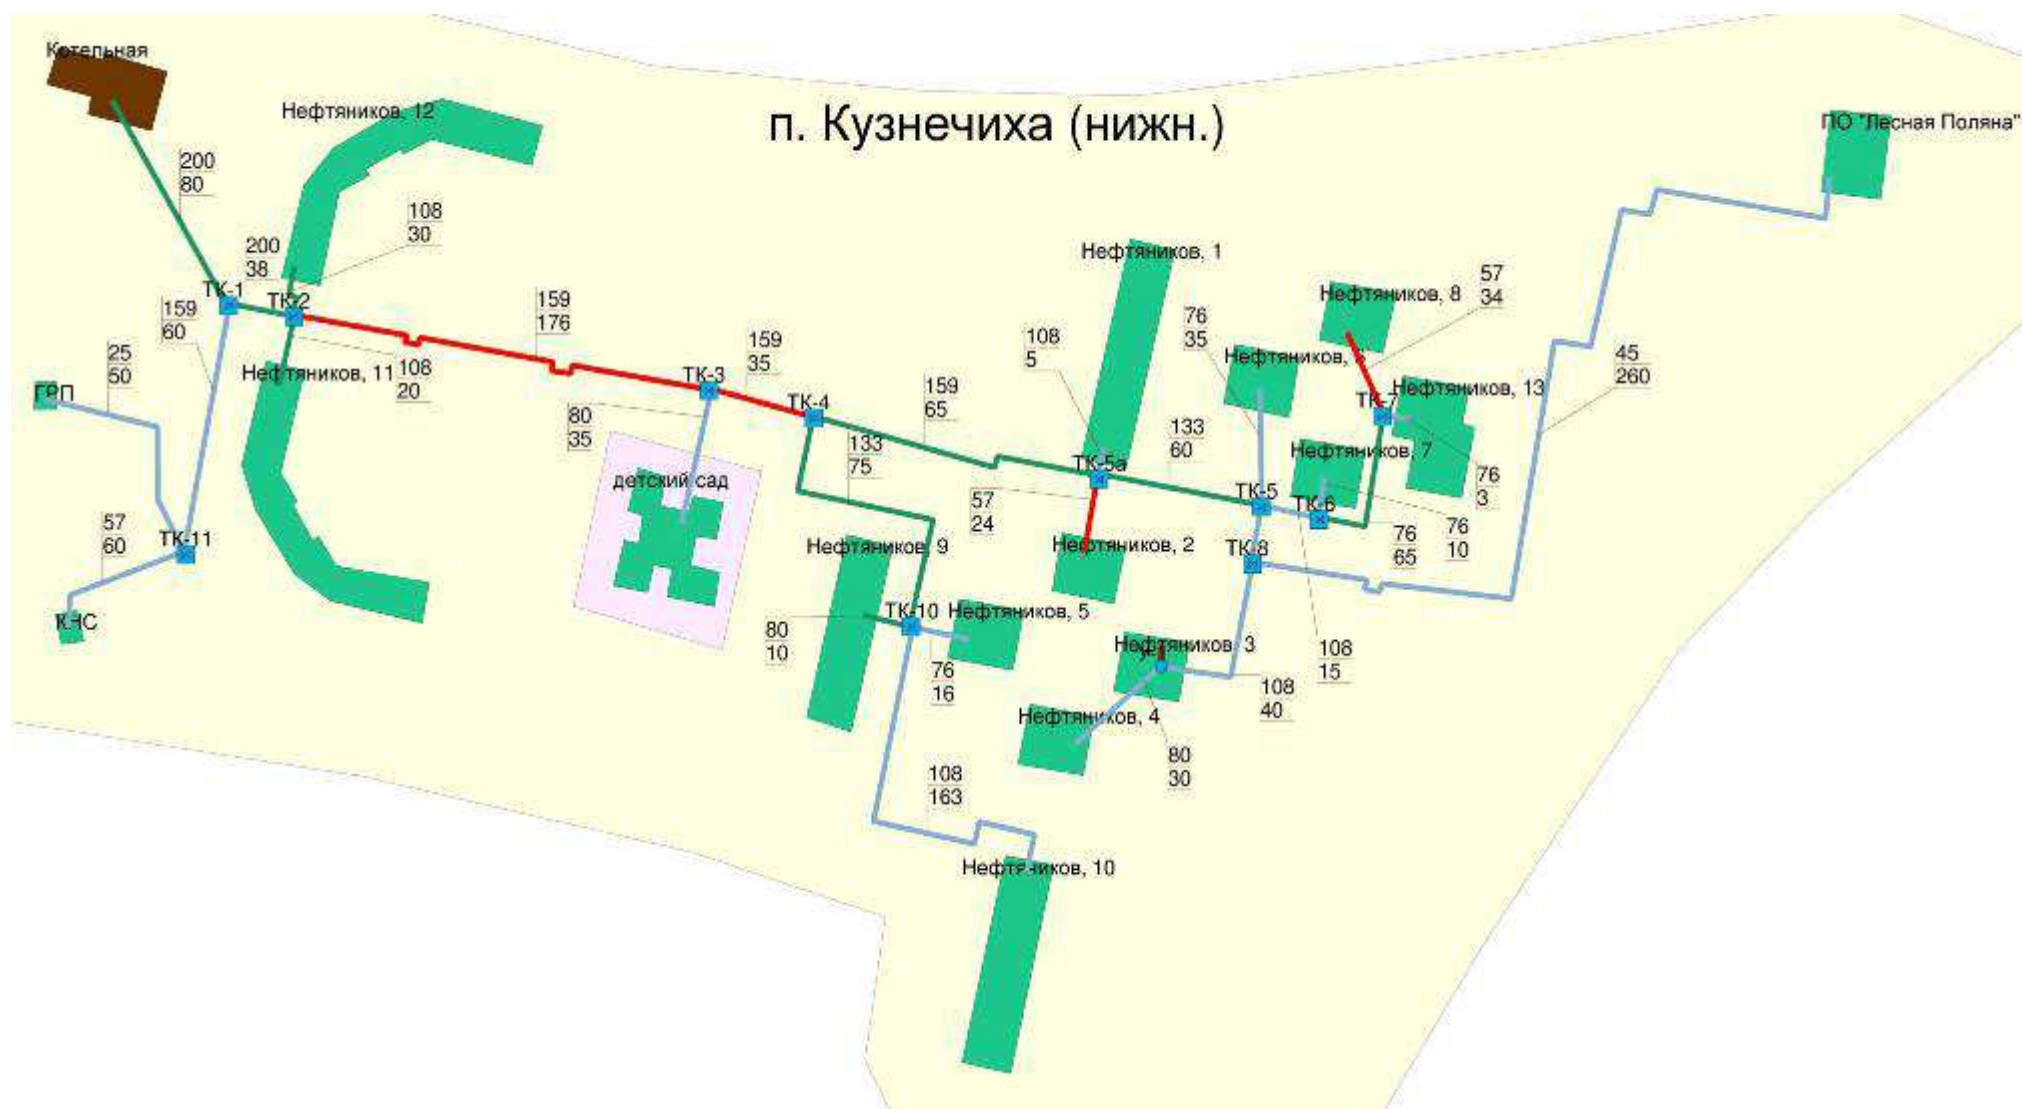 Котельная
Нефтяников, 12
п. Кузнечиха (нижн.)
ПО "Лесная Поляна"
200
80
108
30
200
38
Нефтяников, 1
ТК-1
ТК-2
159
60
159
176
Нефтяников, 8
57
34
76
35
108
5
159
35
25
50
Нефтяников, 11
108
20
ТК-3
Нефтяников, 6
45
260
ГРП
ТК-4
159
65
ТК-7
Нефтяников, 13
80
35
133
75
133
60
Нефтяников, 7
детский сад
ТК-5а
76
3
57
24
ТК-5
ТК-6
57
60
ТК-11
Нефтяников, 9
Нефтяников, 2
ТК-8
76
65
76
10
КНС
ТК-10
Нефтяников, 5
80
10
Нефтяников, 3
76
16
108
15
108
40
Нефтяников, 4
80
30
108
163
Нефтяников, 10